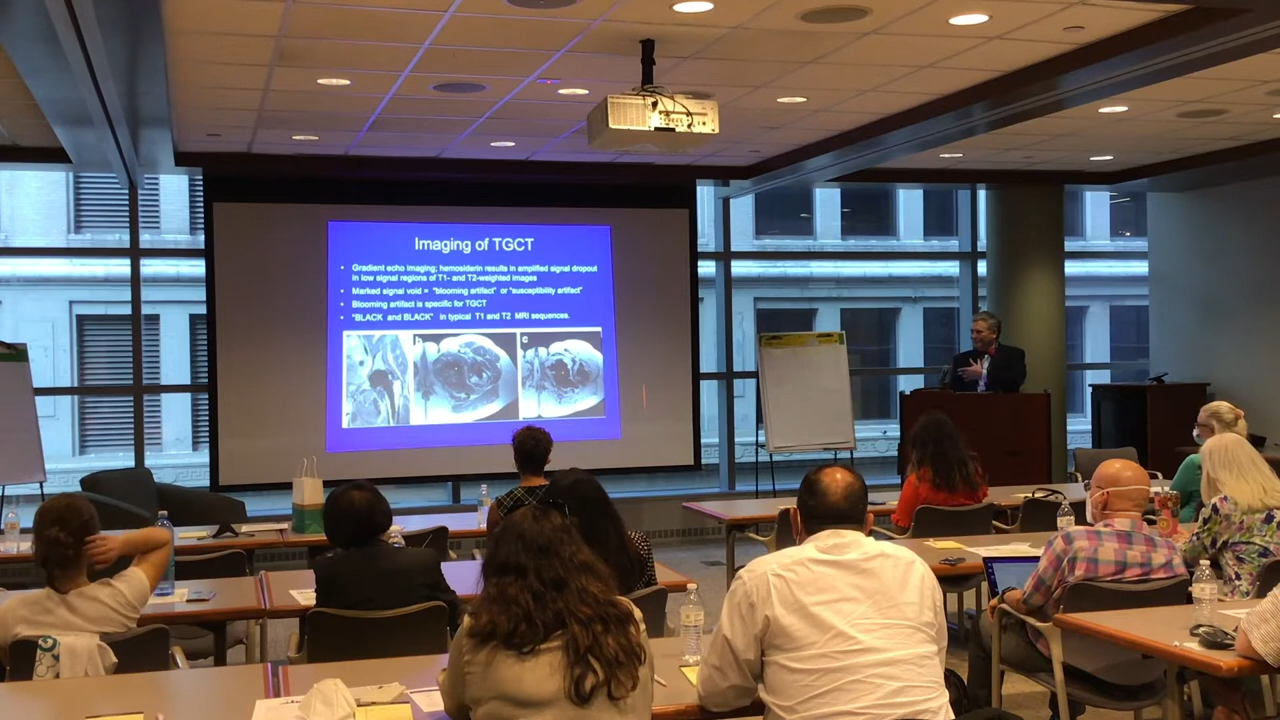 Imaging of TGCT
• Gradient echo imaging; hemosiderin results in amplified signal dropout
in low signal regions of T1- and T2-weighted images
• Marked signal void = "blooming artifact" or "susceptibility artifact"
• Blooming artifact is specific for TGCT
• "BLACK and BLACK" in typical T1 and T2 MRI sequences.
b
c